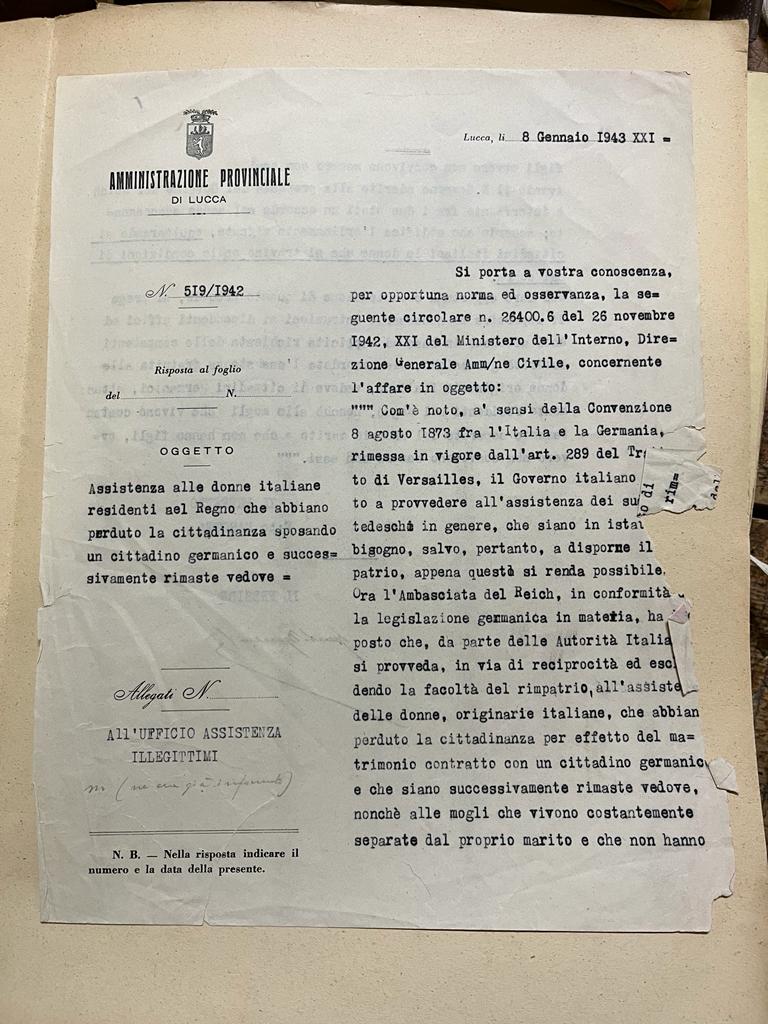 AMMINISTRAZIONE PROVINCIALE
DI LUCCA
Lucca, li 8 Gennaio 1943 XXI =
N. 519/1942
Risposta al foglio
del N.
OGGETTO
Assistenza alle donne italiane
residenti nel Regno che abbiano
perduto la cittadinanza sposando
un cittadino germanico e succes=
sivamente rimaste vedove =
Allegati N.
All'UFFICIO ASSISTENZA
ILLEGITTIMI
N. B. — Nella risposta indicare il
numero e la data della presente.
Si porta a vostra conoscenza,
per opportuna norma ed osservanza, la se=
guente circolare n. 26400.6 del 26 novembre
1942, XXI del Ministero dell'Interno, Dire=
zione Generale Amm/ne Civile, concernente
l'affare in oggetto:
""" Com'è noto, a' sensi della Convenzione
8 agosto 1873 fra l'Italia e la Germania,
rimessa in vigore dall'art. 289 del Tr
to di Versailles, il Governo italiano
to a provvedere all'assistenza dei su
tedeschi in genere, che siano in ista
bisogno, salvo, pertanto, a disporne il
patrio, appena questo si renda possibile.
Ora l'Ambasciata del Reich, in conformità
la legislazione germanica in materia, ha
posto che, da parte delle Autorità Italia
si provveda, in via di reciprocità ed esc
dendo la facoltà del rimpatrio, all'assiste
delle donne, originarie italiane, che abbian
perduto la cittadinanza per effetto del ma=
trimonio contratto con un cittadino germanic
e che siano successivamente rimaste vedove,
nonchè alle mogli che vivono costantemente
separate dal proprio marito e che non hanno
o di
rim=